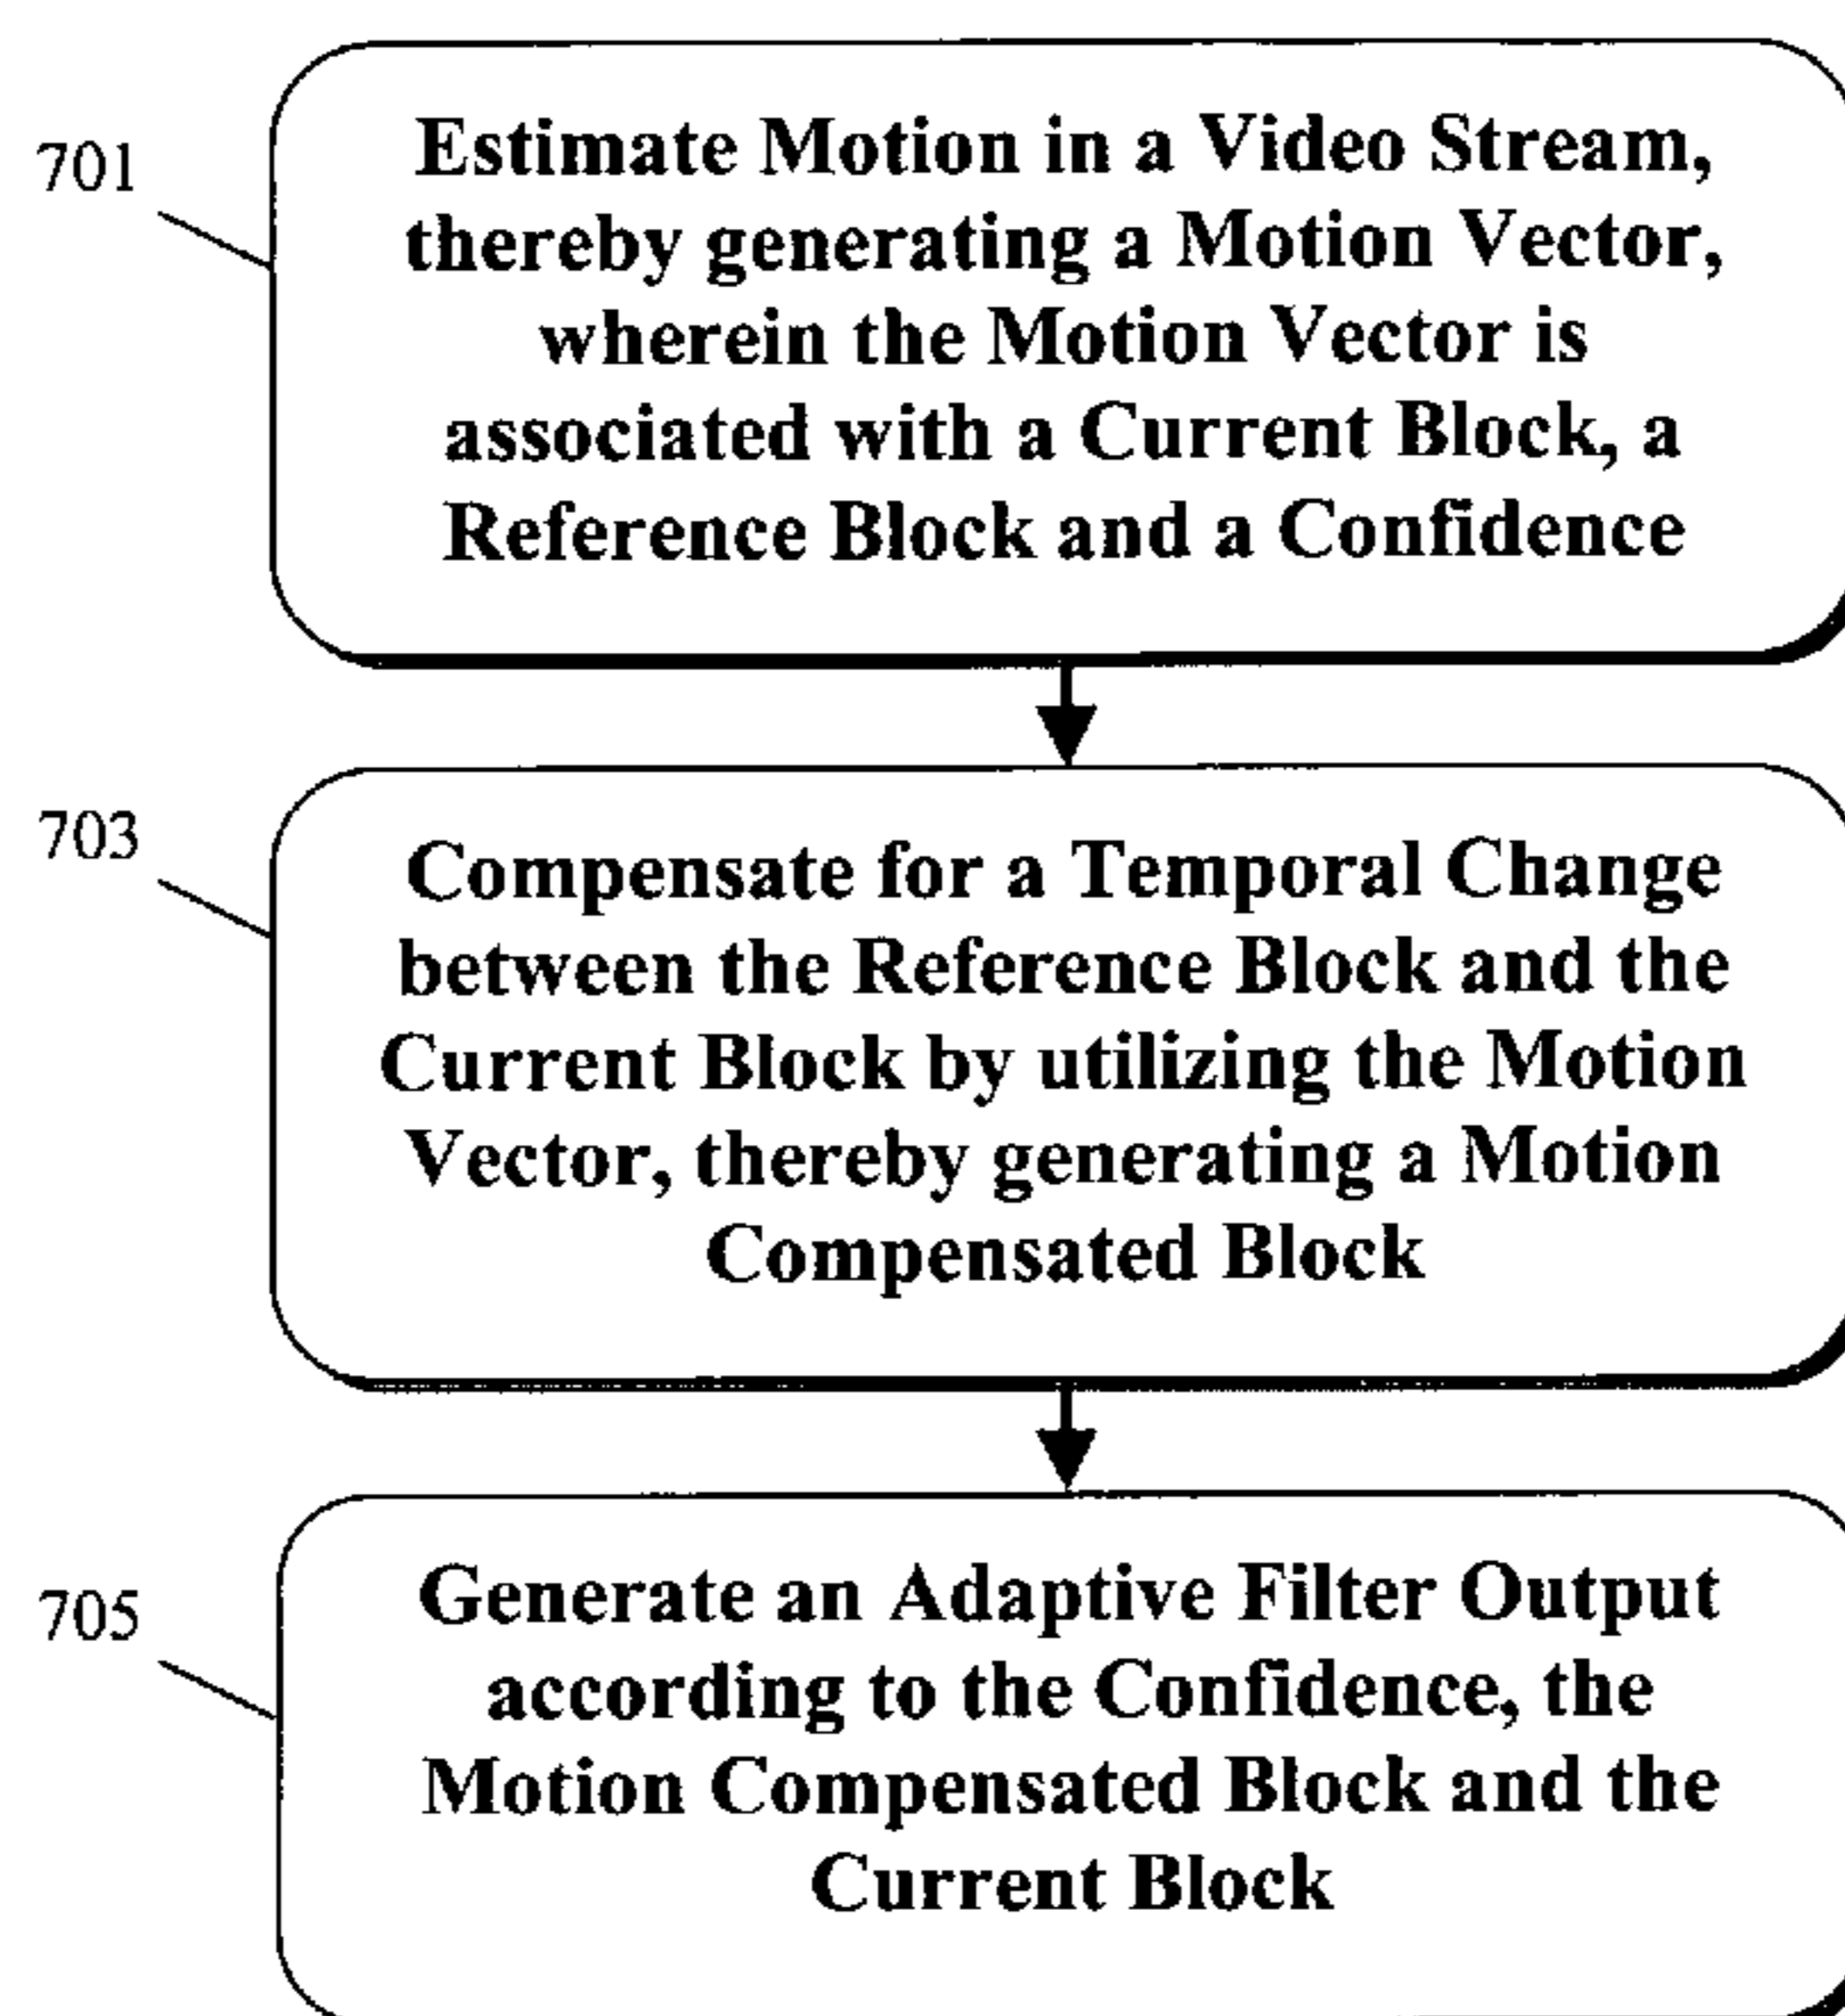 701
Estimate Motion in a Video Stream,
thereby generating a Motion Vector,
wherein the Motion Vector is
associated with a Current Block, a
Reference Block and a Confidence
703
Compensate for a Temporal Change
between the Reference Block and the
Current Block by utilizing the Motion
Vector, thereby generating a Motion
Compensated Block
705
Generate an Adaptive Filter Output
according to the Confidence, the
Motion Compensated Block and the
Current Block